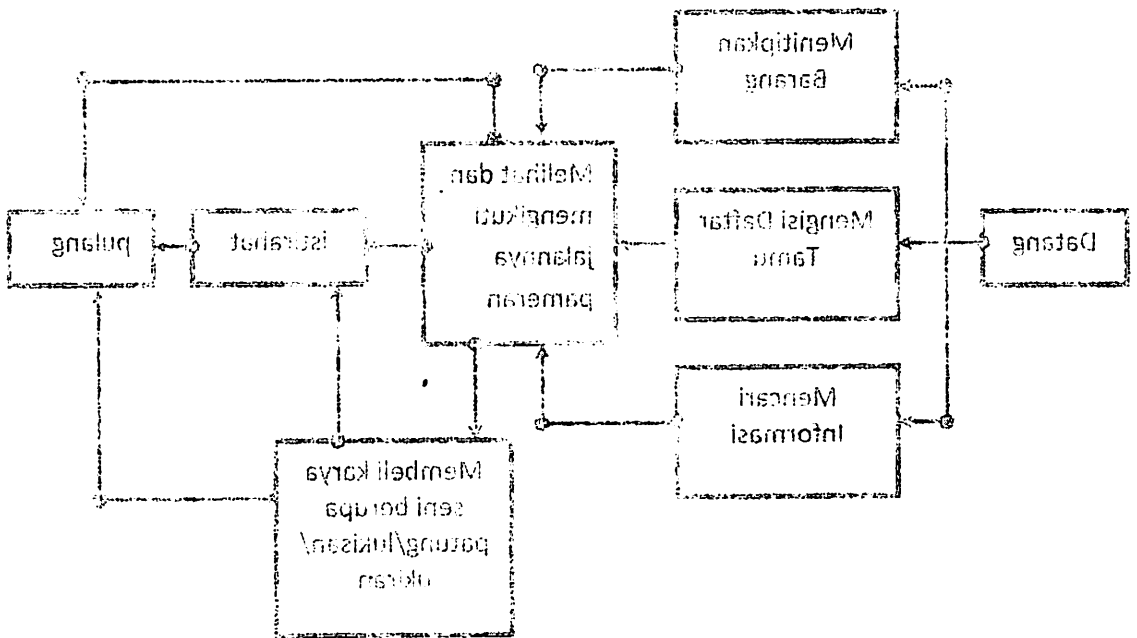 Datang
Menitipkan
Barang
Mengisi Daftar
Tamu
Mencari
Informasi
Melihat dan
mengikuti
jalannya
pameran
Membeli karya
seni berupa
patung/lukisan/
ukiran
Istirahat
pulang